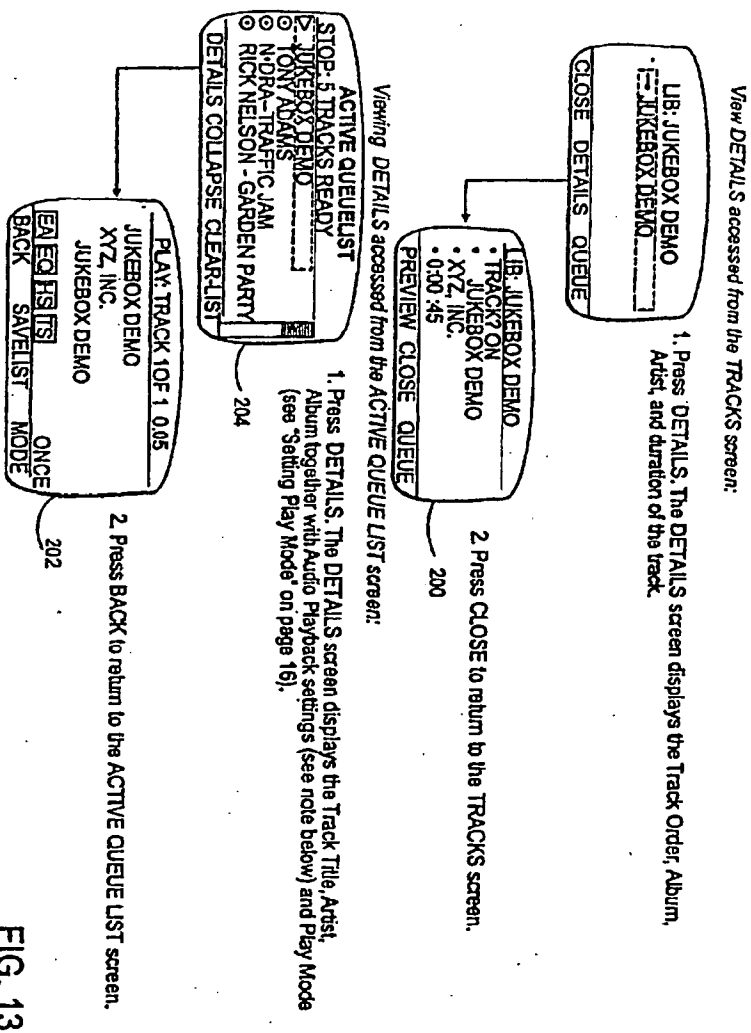 View DETAILS accessed from the TRACKS screen:
LIB: JUKEBOX DEMO
JUKEBOX DEMO
CLOSE DETAILS QUEUE
1. Press DETAILS. The DETAILS screen displays the Track Order, Album,
Artist, and duration of the track.
LIB: JUKEBOX DEMO
• TRACK? ON
• JUKEBOX DEMO
• XYZ, INC.
• 0:00:45
PREVIEW CLOSE QUEUE
200
2. Press CLOSE to return to the TRACKS screen.
Viewing DETAILS accessed from the ACTIVE QUEUE LIST screen:
ACTIVE QUEUELIST
STOP: 5 TRACKS READY
JUKEBOX DEMO
TONY ADAMS
N·DRA-TRAFFIC JAM
RICK NELSON - GARDEN PARTY
DETAILS COLLAPSE CLEAR-LIST
204
1. Press DETAILS. The DETAILS screen displays the Track Title, Artist,
Album together with Audio Playback settings (see note below) and Play Mode
(see "Setting Play Mode" on page 16).
PLAY: TRACK 1OF 1 0.05
JUKEBOX DEMO
XYZ, INC.
JUKEBOX DEMO
EA EQ HS TS ONCE
BACK SAVELIST MODE
202
2. Press BACK to return to the ACTIVE QUEUE LIST screen.
FIG. 13